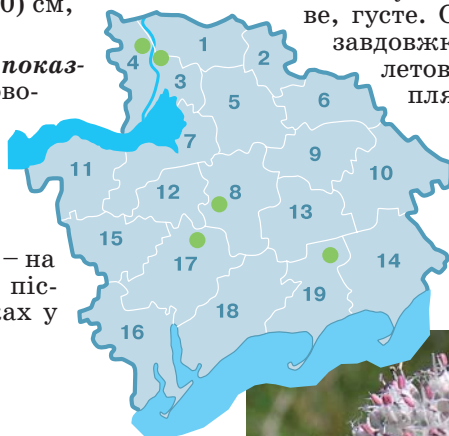 0) см,
показ-
ово-
– на
піс-
ах у
ве, густе. С
завдовжк
летов
пля
1
2
4
3
5
6
7
9
10
11
12
8
13
15
17
14
19
18
16